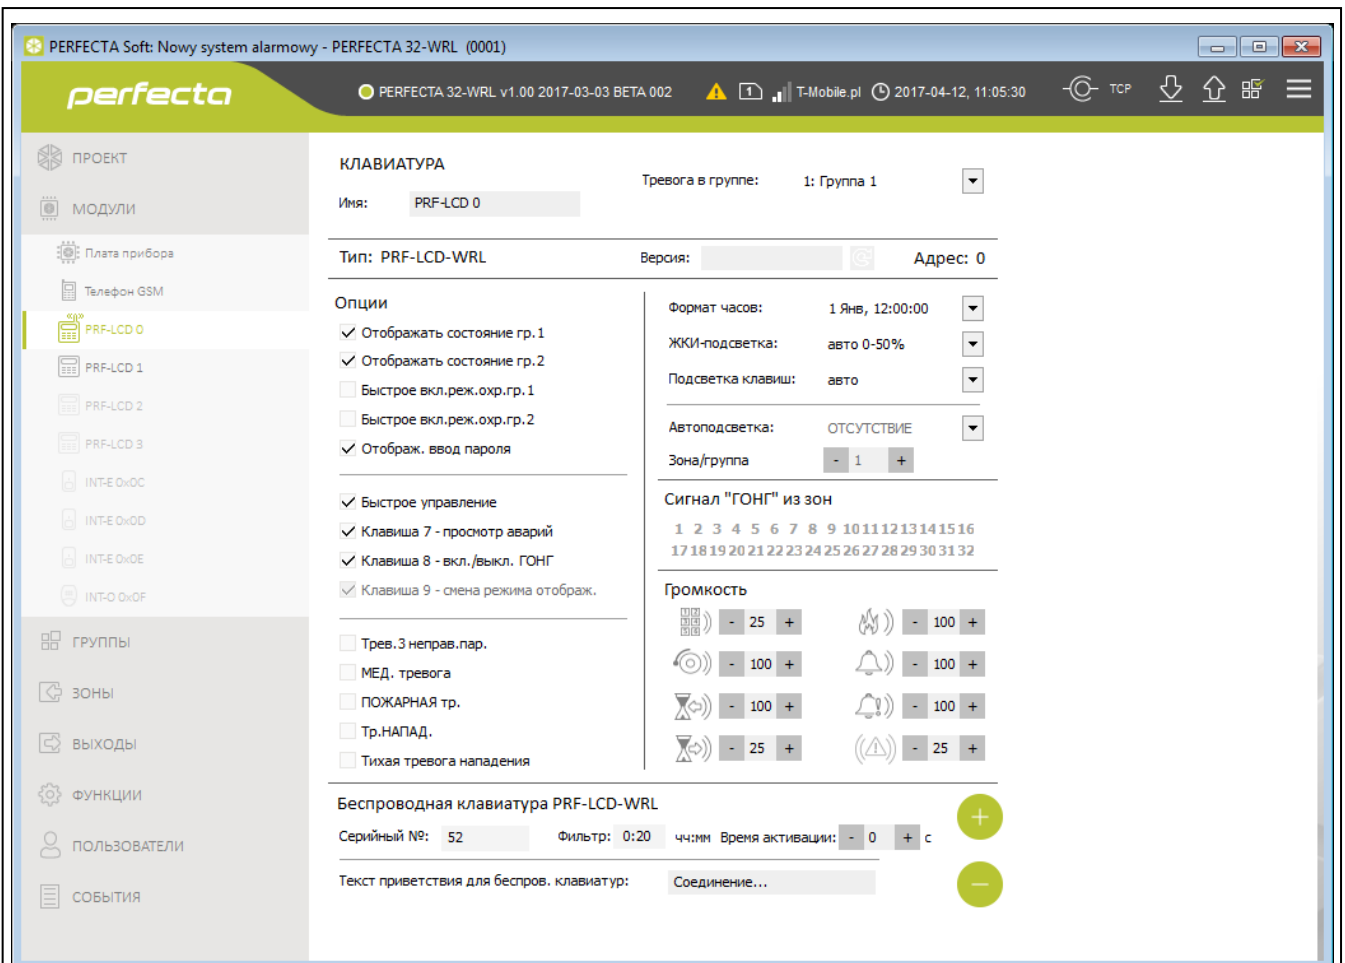 PERFECTA Soft: Nowy system alarmowy - PERFECTA 32-WRL (0001)
perfecta
PERFECTA 32-WRL v1.00 2017-03-03 BETA 002
1
T-Mobile.pl
2017-04-12, 11:05:30
TCP
ПРОЕКТ
МОДУЛИ
Плата прибора
Телефон GSM
PRF-LCD 0
PRF-LCD 1
PRF-LCD 2
PRF-LCD 3
INT-E 0x0C
INT-E 0x0D
INT-E 0x0E
INT-O 0x0F
ГРУППЫ
ЗОНЫ
ВЫХОДЫ
ФУНКЦИИ
ПОЛЬЗОВАТЕЛИ
СОБЫТИЯ
КЛАВИАТУРА
Имя: PRF-LCD 0
Тревога в группе: 1: Группа 1
Тип: PRF-LCD-WRL
Версия:
Адрес: 0
Опции
Отображать состояние гр.1
Отображать состояние гр.2
Быстрое вкл.реж.охр.гр.1
Быстрое вкл.реж.охр.гр.2
Отображ. ввод пароля
Быстрое управление
Клавиша 7 - просмотр аварий
Клавиша 8 - вкл./выкл. ГОНГ
Клавиша 9 - смена режима отображ.
Трев.3 неправ.пар.
МЕД. тревога
ПОЖАРНАЯ тр.
Тр.НАПАД.
Тихая тревога нападения
Формат часов: 1 Янв, 12:00:00
ЖКИ-подсветка: авто 0-50%
Подсветка клавиш: авто
Автоподсветка: ОТСУТСТВИЕ
Зона/группа - 1 +
Сигнал "ГОНГ" из зон
1 2 3 4 5 6 7 8 9 10 11 12 13 14 15 16
17 18 19 20 21 22 23 24 25 26 27 28 29 30 31 32
Громкость
- 25 + - 100 +
- 100 + - 100 +
- 100 + - 100 +
- 25 + - 25 +
Беспроводная клавиатура PRF-LCD-WRL
Серийный №: 52 Фильтр: 0:20 чч:мм Время активации: - 0 + с
Текст приветствия для беспров. клавиатур: Соединение...